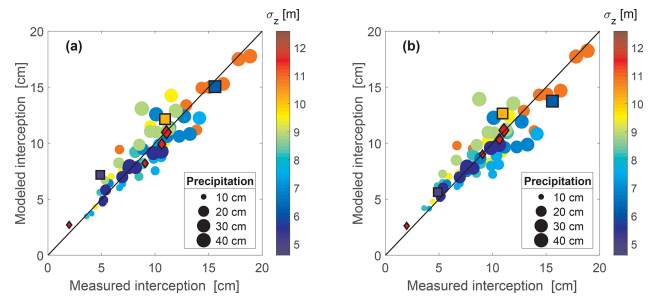 σz [m]
σz [m]
20
(a)
12
15
11
10
10
9
8
Precipitation
7
10 cm
5
20 cm
6
30 cm
40 cm
5
0
0
5
10
15
20
Modeled interception [cm]
Measured interception [cm]
20
(b)
12
15
11
10
10
9
8
Precipitation
7
10 cm
5
20 cm
6
30 cm
40 cm
5
0
0
5
10
15
20
Modeled interception [cm]
Measured interception [cm]